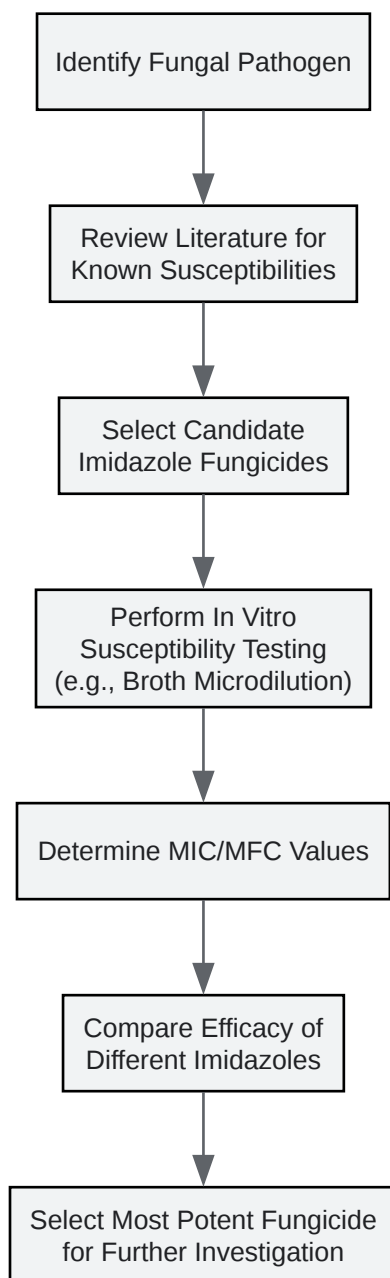 Identify Fungal Pathogen
Review Literature for
Known Susceptibilities
Select Candidate
Imidazole Fungicides
Perform In Vitro
Susceptibility Testing
(e.g., Broth Microdilution)
Determine MIC/MFC Values
Compare Efficacy of
Different Imidazoles
Select Most Potent Fungicide
for Further Investigation